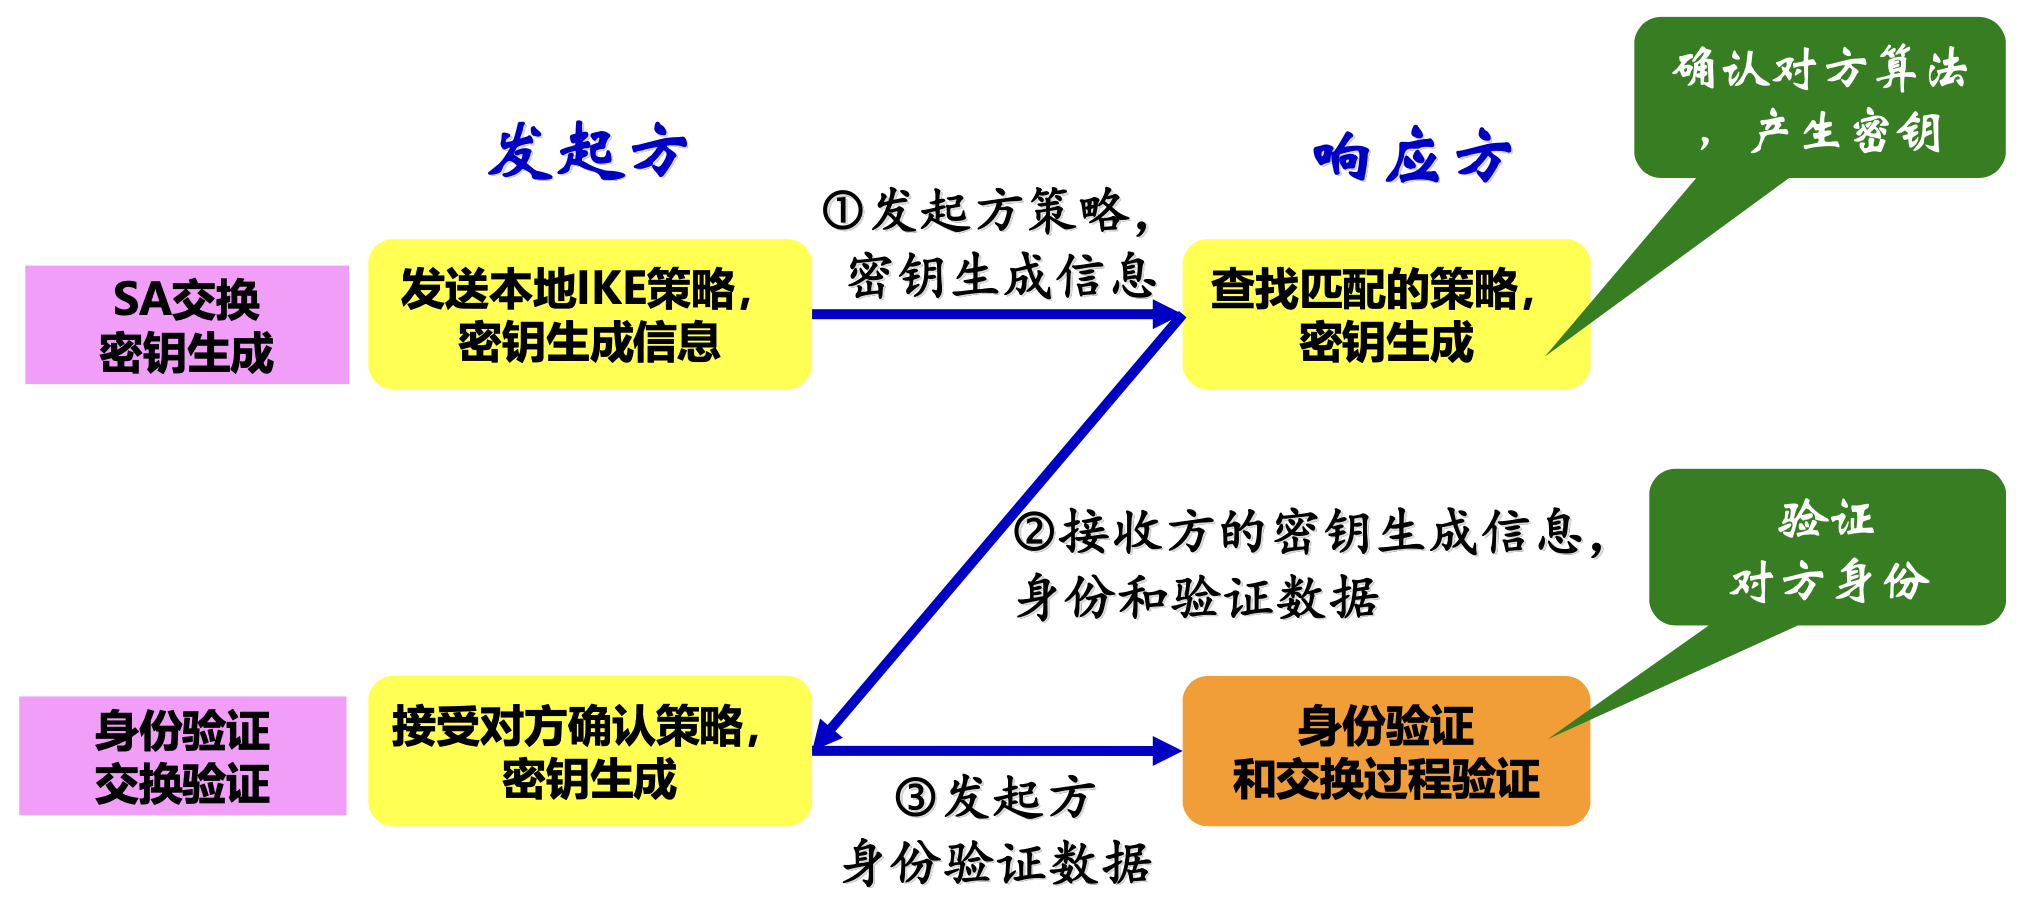 发起方
响应方
确认对方算法
，产生密钥
①发起方策略，
密钥生成信息
SA交换
密钥生成
发送本地IKE策略，
密钥生成信息
查找匹配的策略，
密钥生成
②接收方的密钥生成信息，
身份和验证数据
验证
对方身份
身份验证
交换验证
接受对方确认策略，
密钥生成
身份验证
和交换过程验证
③发起方
身份验证数据